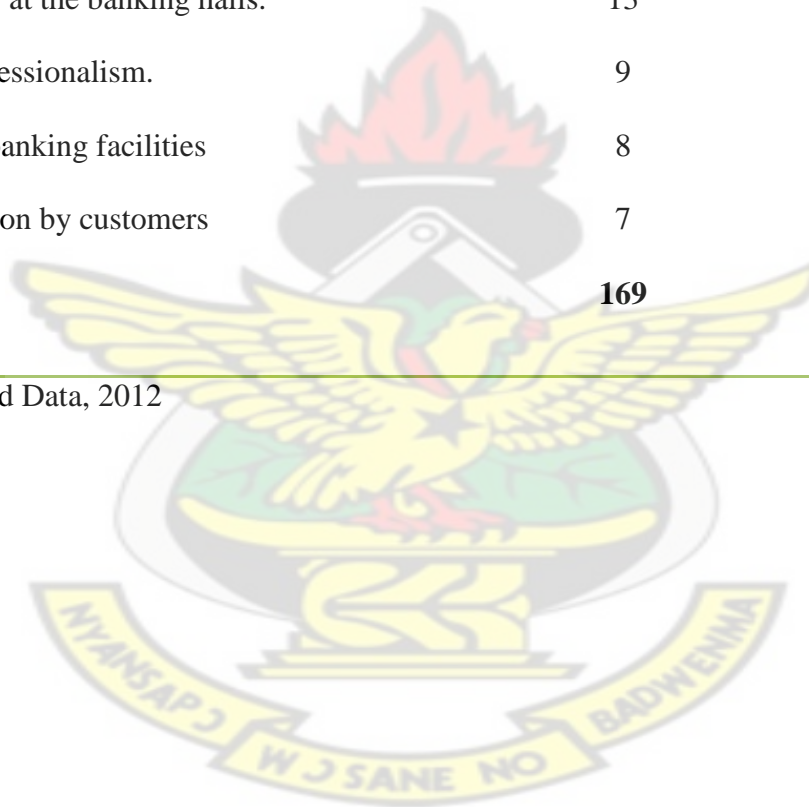 at the banking halls.
essionalism. 9
anking facilities 8
on by customers 7
169
d Data, 2012
NYANSAPƆ
WƆ SANE NO
BADWENMA